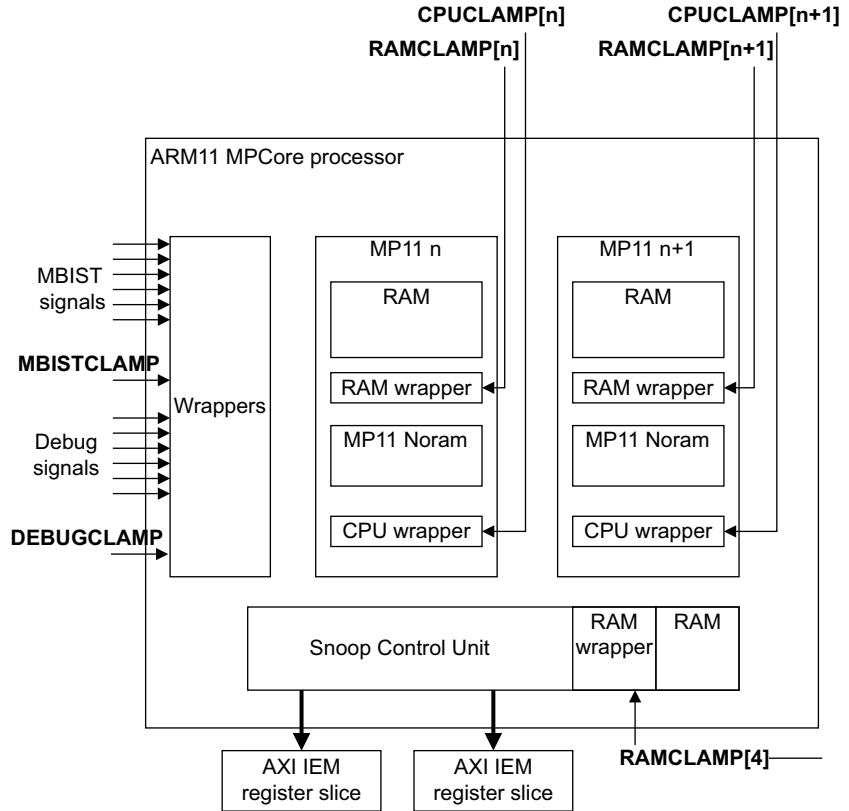 CPUCLAMP[n]
CPUCLAMP[n+1]
RAMCLAMP[n]
RAMCLAMP[n+1]
ARM11 MPCore processor
MBIST
signals
MBISTCLAMP
Debug
signals
DEBUGCLAMP
Wrappers
MP11 n
RAM
RAM wrapper
MP11 Noram
CPU wrapper
MP11 n+1
RAM
RAM wrapper
MP11 Noram
CPU wrapper
Snoop Control Unit
RAM
wrapper
RAM
AXI IEM
register slice
AXI IEM
register slice
RAMCLAMP[4]